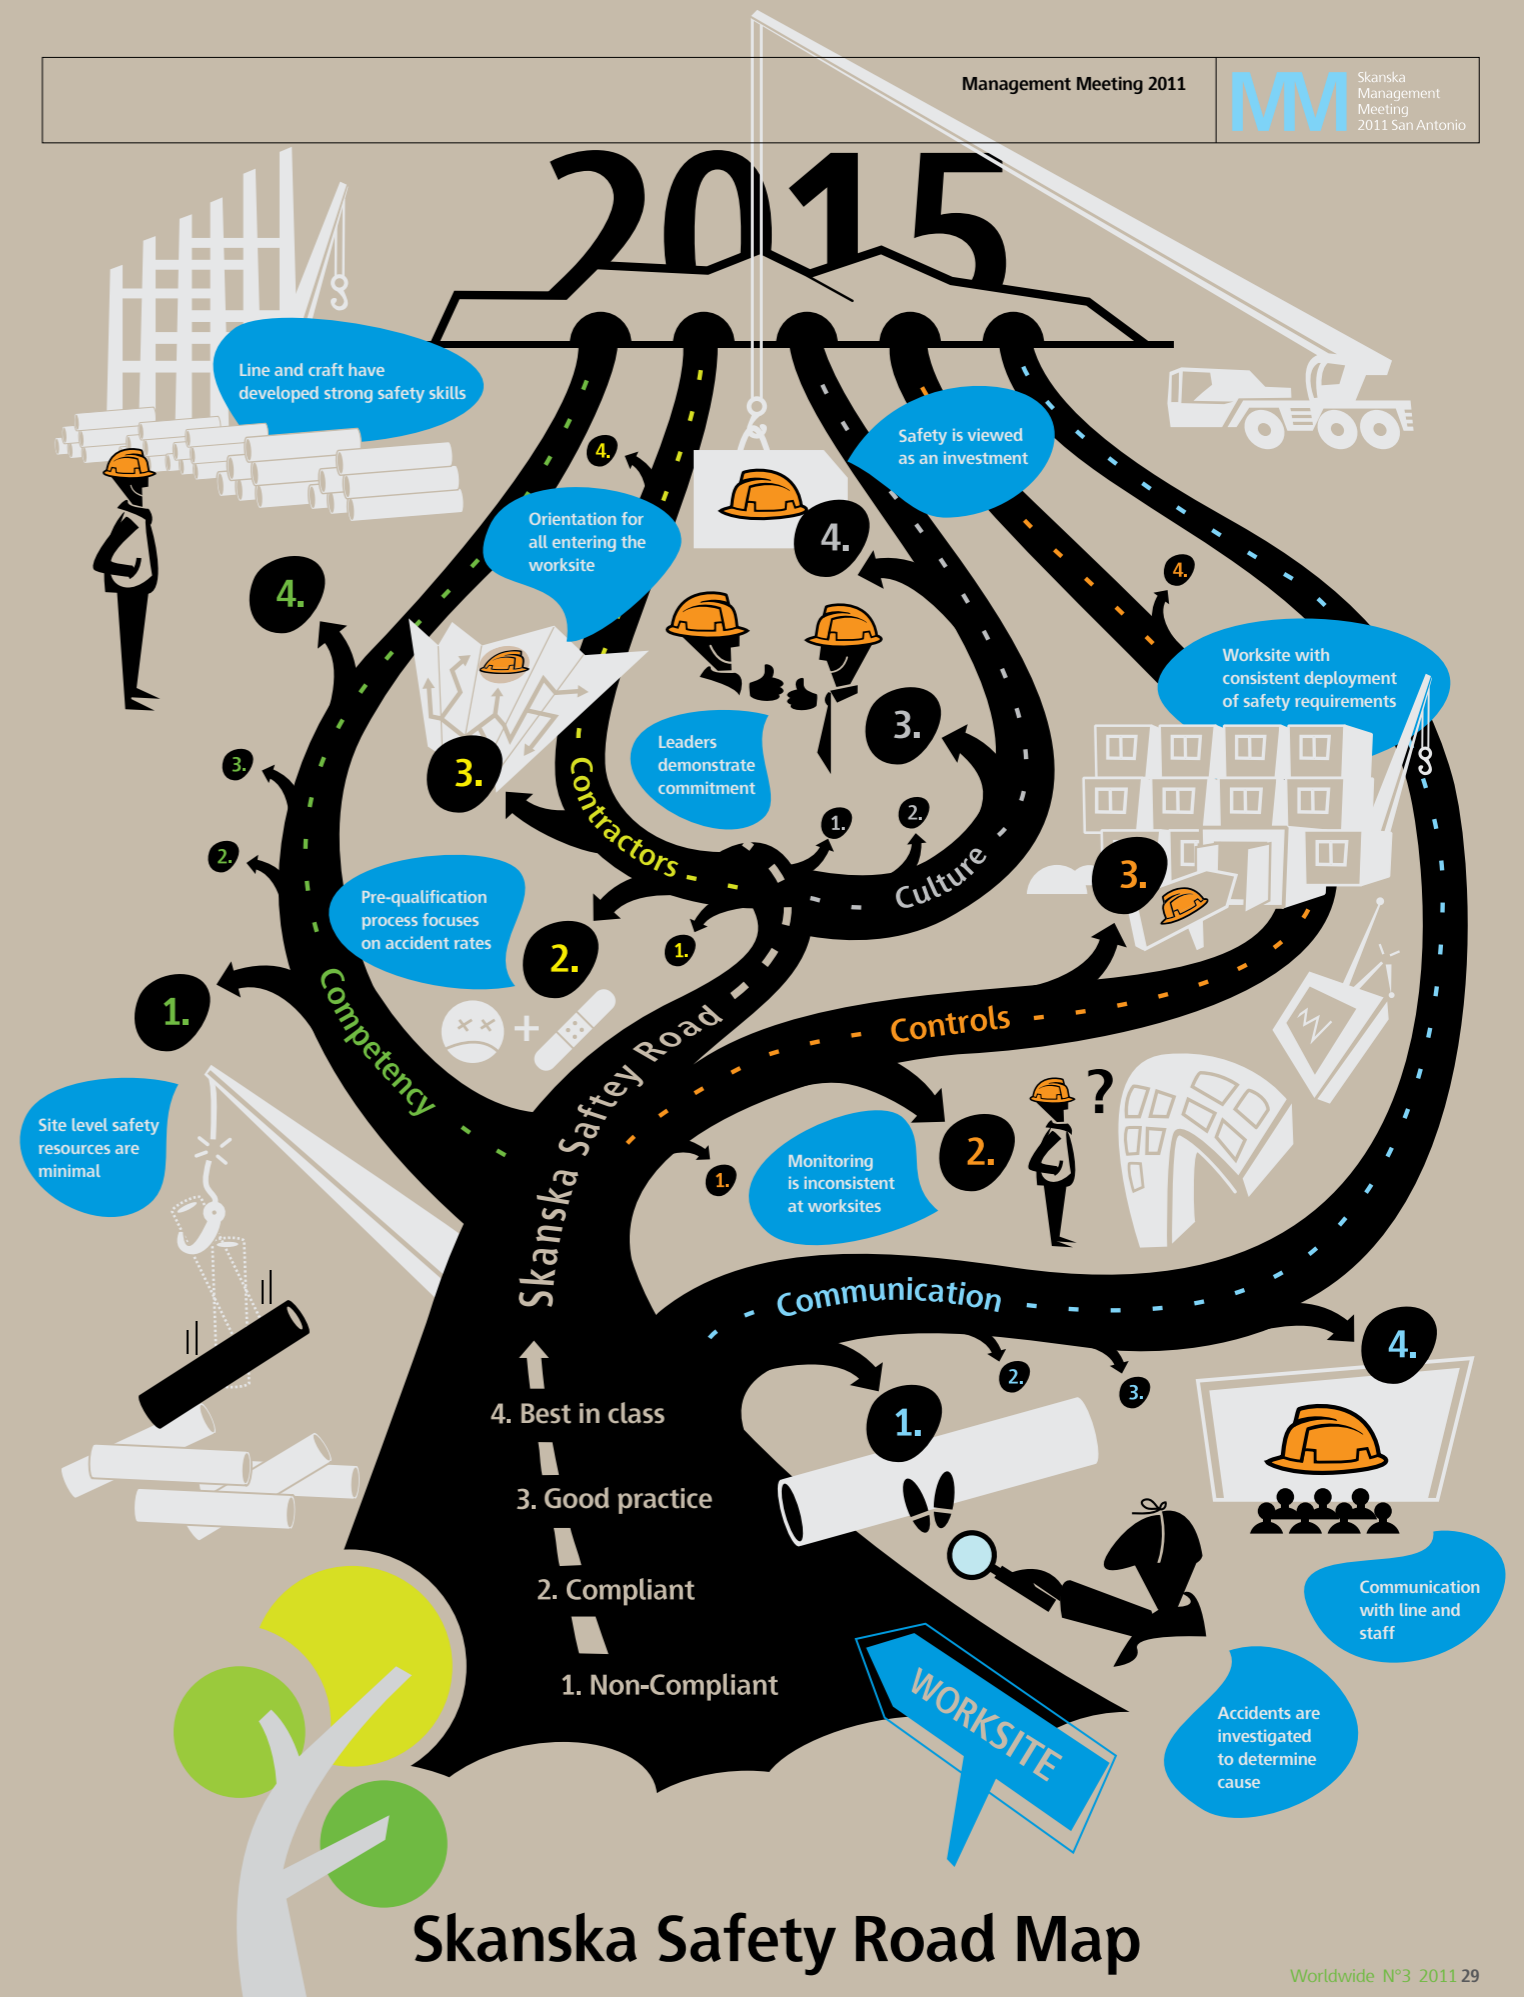 Management Meeting 2011
MM
Skanska
Management
Meeting
2011 San Antonio
2015
Line and craft have
developed strong safety skills
Safety is viewed
as an investment
4.
Orientation for
all entering the
worksite
4.
4.
4.
Worksite with
consistent deployment
of safety requirements
3.
3.
3.
Leaders
demonstrate
commitment
Contractors
1.
2.
Culture
2.
3.
Pre-qualification
process focuses
on accident rates
2.
1.
1.
Competency
+
Skanska Saftey Road
Controls
?
Site level safety
resources are
minimal
1.
Monitoring
is inconsistent
at worksites
2.
Communication
4.
2.
3.
1.
4. Best in class
3. Good practice
2. Compliant
1. Non-Compliant
Communication
with line and
staff
WORKSITE
Accidents are
investigated
to determine
cause
Skanska Safety Road Map
Worldwide N°3 2011 29